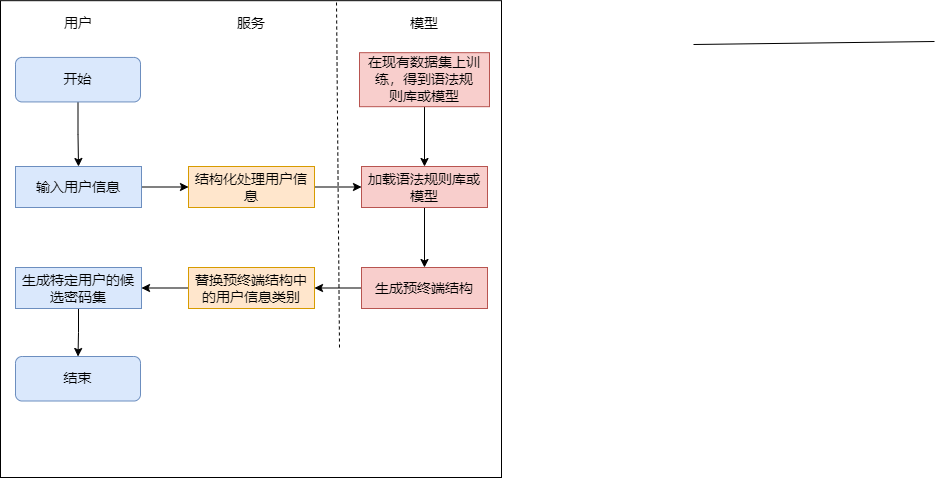 用户
服务
模型
开始
在现有数据集上训
练，得到语法规
则库或模型
输入用户信息
结构化处理用户信
息
加载语法规则库或
模型
生成特定用户的候
选密码集
替换预终端结构中
的用户信息类别
生成预终端结构
结束